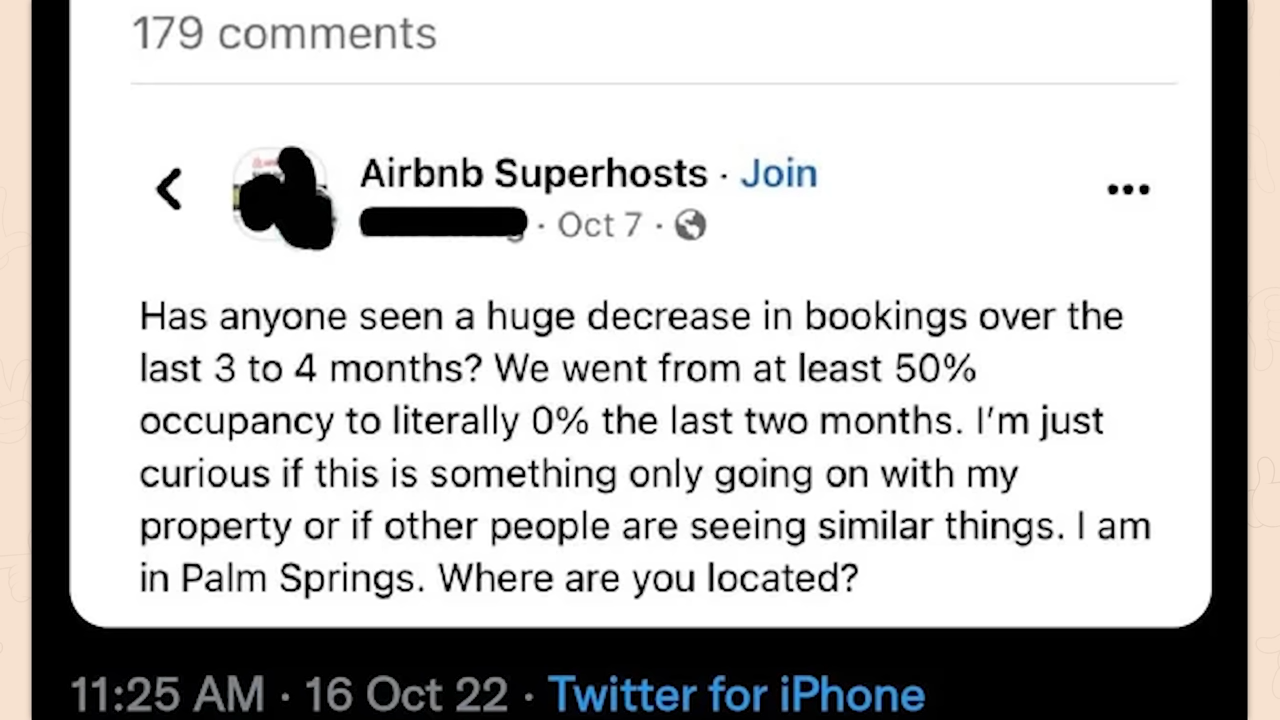 179 comments
Airbnb Superhosts · Join
· Oct 7 ·
Has anyone seen a huge decrease in bookings over the
last 3 to 4 months? We went from at least 50%
occupancy to literally 0% the last two months. I’m just
curious if this is something only going on with my
property or if other people are seeing similar things. I am
in Palm Springs. Where are you located?
11:25 AM · 16 Oct 22 · Twitter for iPhone